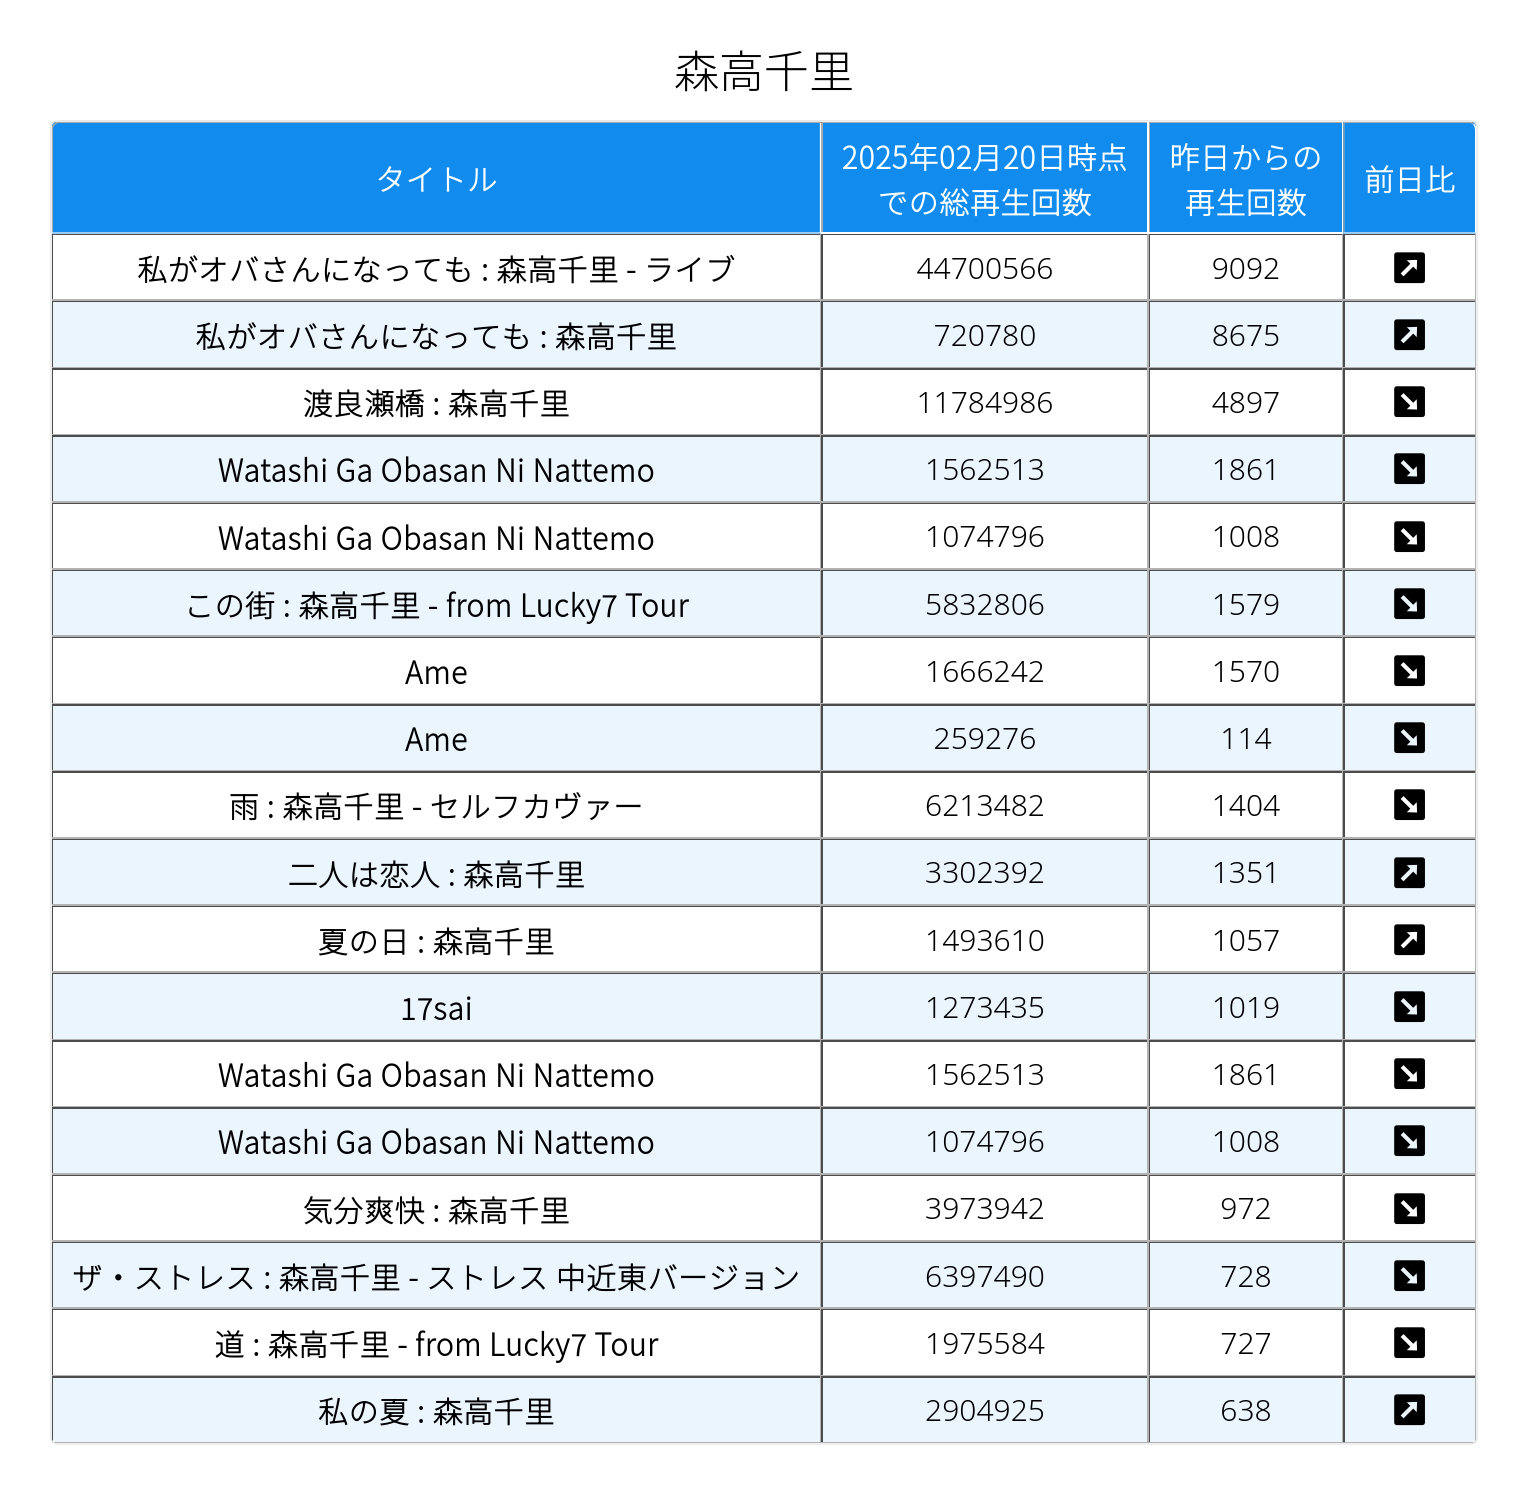 森高千里
タイトル 2025年02月20日時点での総再生回数 昨日からの再生回数 前日比
私がオバさんになっても : 森高千里 - ライブ 44700566 9092 ↗
私がオバさんになっても : 森高千里 720780 8675 ↗
渡良瀬橋 : 森高千里 11784986 4897 ↘
Watashi Ga Obasan Ni Nattemo 1562513 1861 ↘
Watashi Ga Obasan Ni Nattemo 1074796 1008 ↘
この街 : 森高千里 - from Lucky7 Tour 5832806 1579 ↘
Ame 1666242 1570 ↘
Ame 259276 114 ↘
雨 : 森高千里 - セルフカヴァー 6213482 1404 ↘
二人は恋人 : 森高千里 3302392 1351 ↗
夏の日 : 森高千里 1493610 1057 ↗
17sai 1273435 1019 ↘
Watashi Ga Obasan Ni Nattemo 1562513 1861 ↘
Watashi Ga Obasan Ni Nattemo 1074796 1008 ↘
気分爽快 : 森高千里 3973942 972 ↘
ザ・ストレス : 森高千里 - ストレス 中近東バージョン 6397490 728 ↘
道 : 森高千里 - from Lucky7 Tour 1975584 727 ↘
私の夏 : 森高千里 2904925 638 ↗